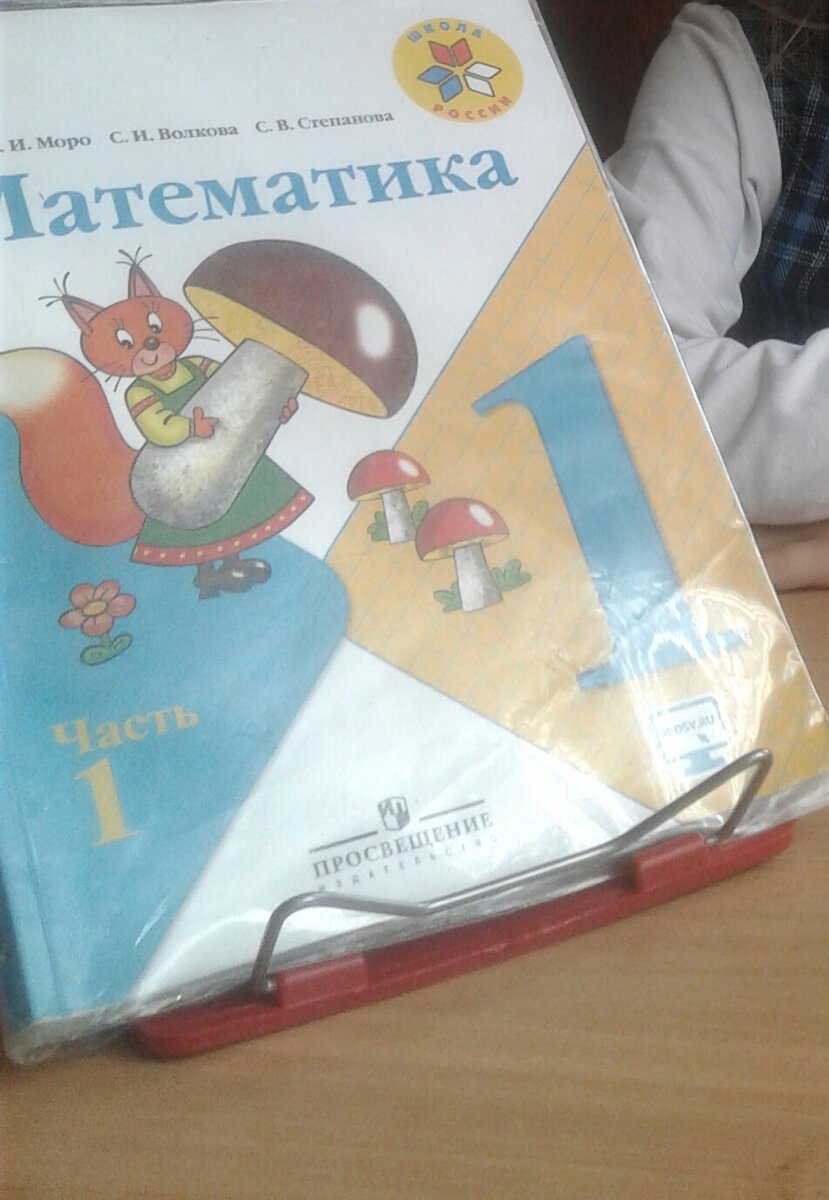 ШКОЛА
РОССИИ
. И. Моро С. И. Волкова С. В. Степанова
Математика
1
Часть
1
ПРОСВЕЩЕНИЕ
ИЗДАТЕЛЬСТВО